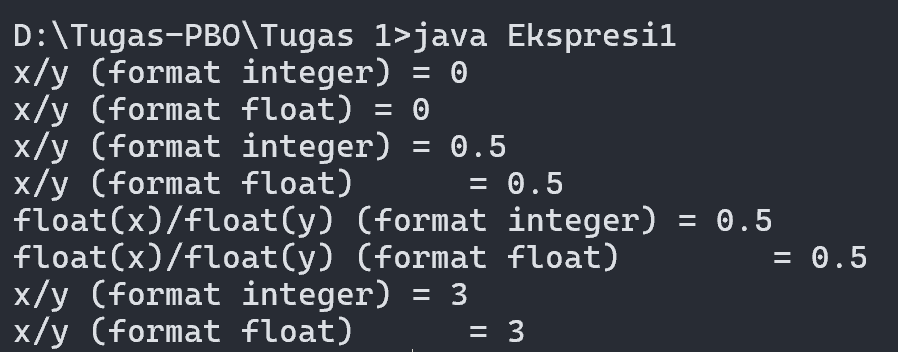 D:\Tugas-PBO\Tugas 1>java Ekspresi1
x/y (format integer) = 0
x/y (format float) = 0
x/y (format integer) = 0.5
x/y (format float)      = 0.5
float(x)/float(y) (format integer) = 0.5
float(x)/float(y) (format float)        = 0.5
x/y (format integer) = 3
x/y (format float)      = 3